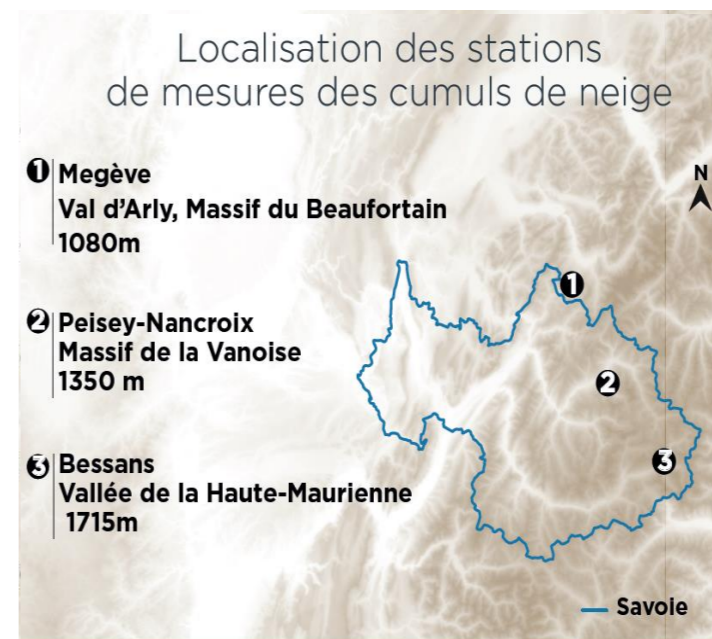 Localisation des stations
de mesures des cumuls de neige
1 Megève
Val d'Arly, Massif du Beaufortain
1080m
N
1
2 Peisey-Nancroix
Massif de la Vanoise
1350 m
2
3 Bessans
Vallée de la Haute-Maurienne
1715m
3
Savoie